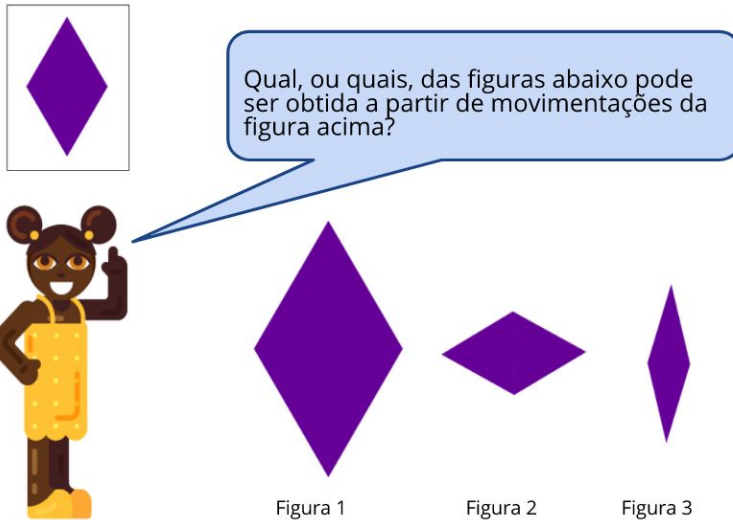 Qual, ou quais, das figuras abaixo pode
ser obtida a partir de movimentações da
figura acima?
Figura 1
Figura 2
Figura 3